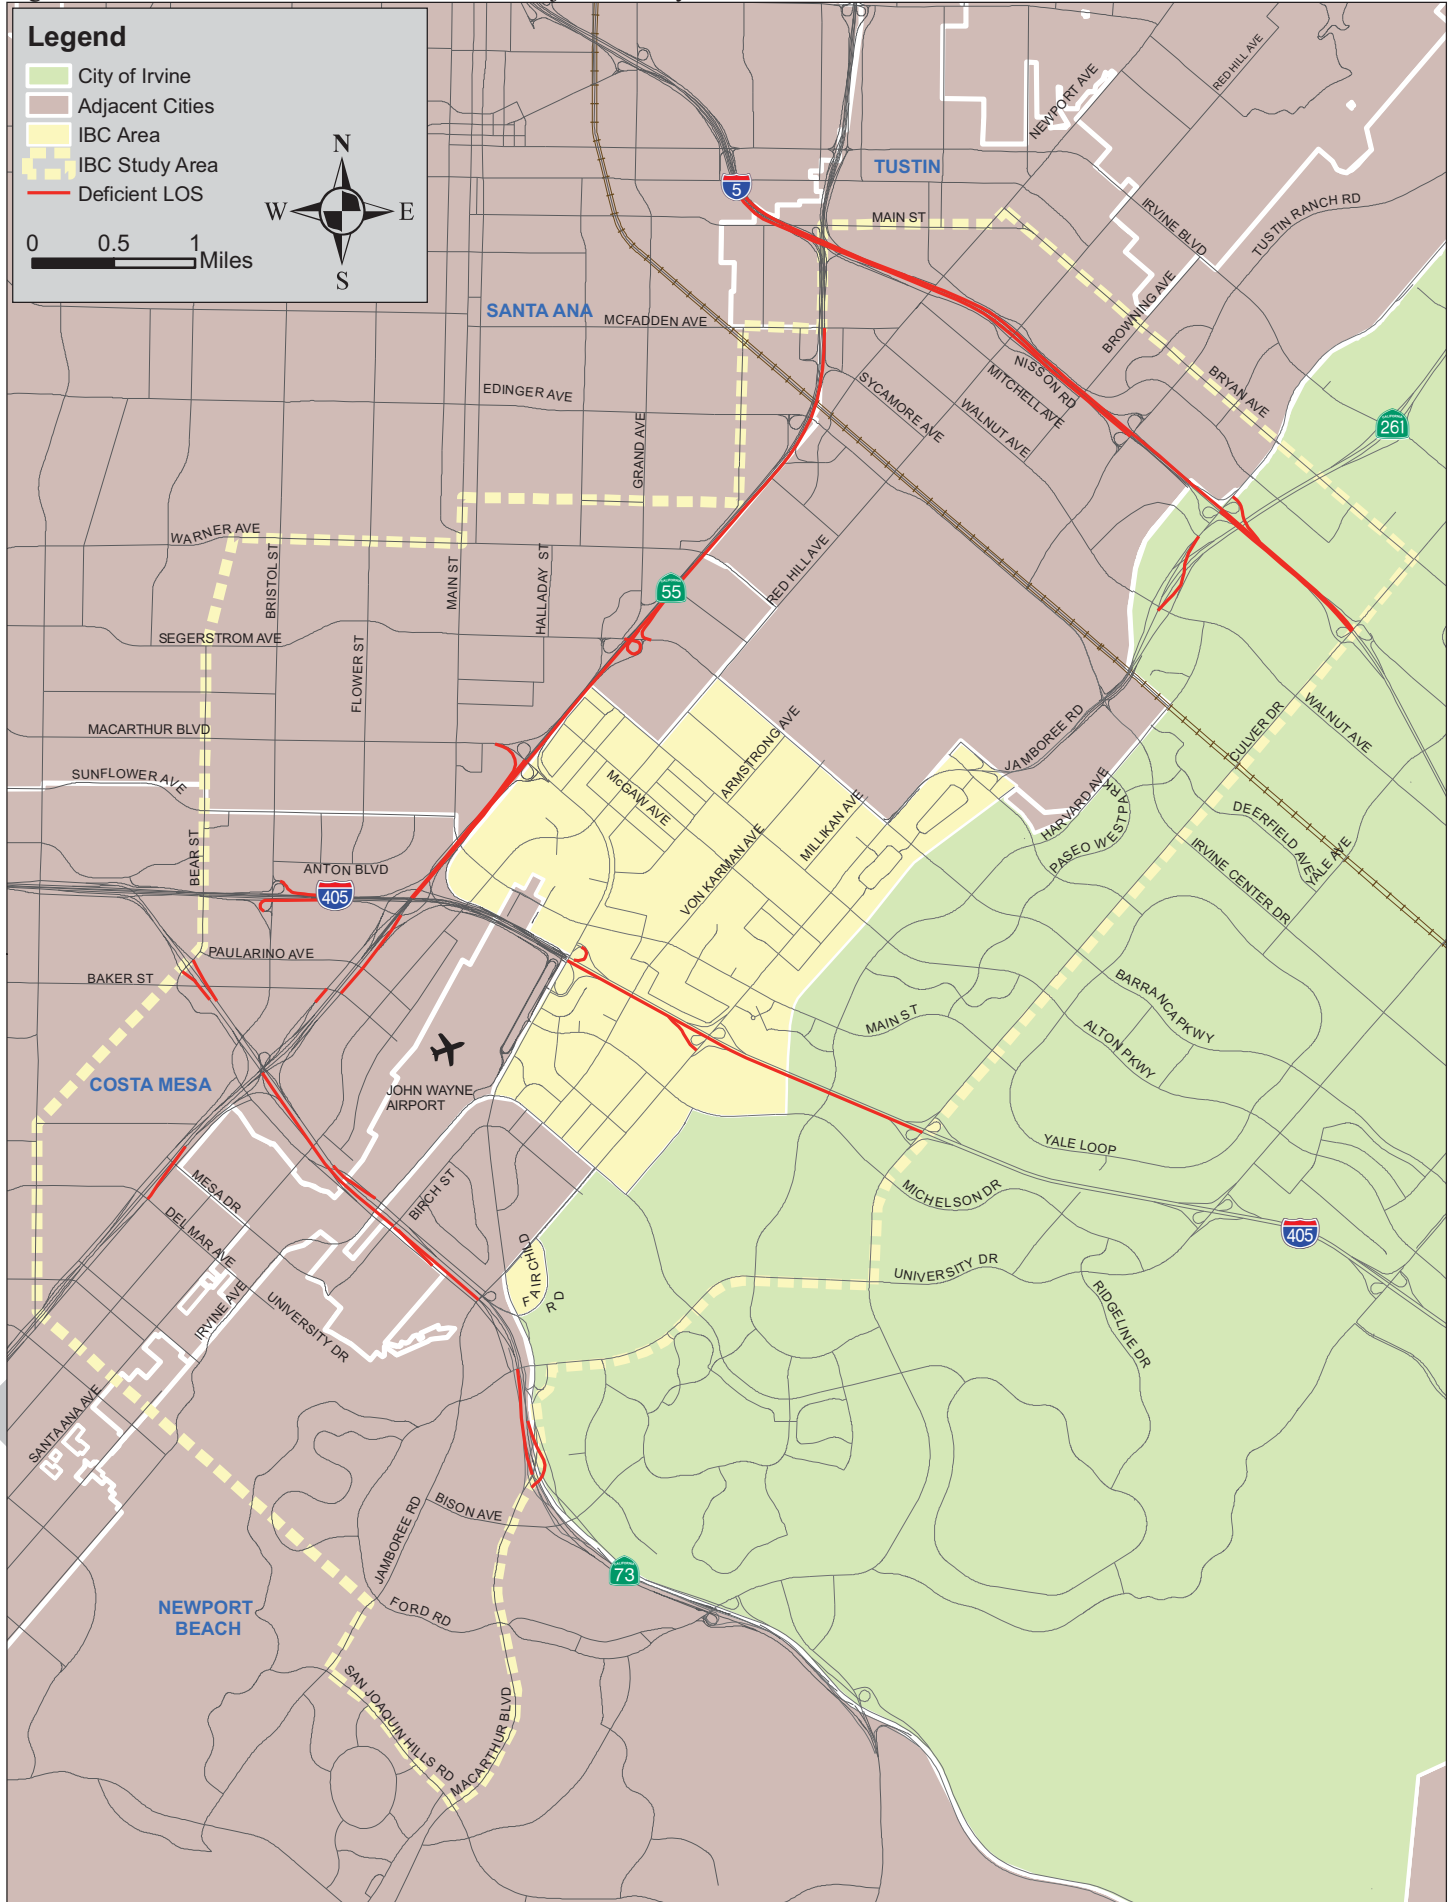 Legend
City of Irvine
Adjacent Cities
IBC Area
IBC Study Area
Deficient LOS
N
W
E
S
0 0.5 1
Miles
5
TUSTIN
NEWPORT AVE
RED HILL AVE
MAIN ST
IRVINE BLVD
TUSTIN RANCH RD
SANTA ANA
MCFADDEN AVE
BROWNING AVE
EDINGER AVE
SYCAMORE AVE
NISSON RD
MITCHELL AVE
WALNUT AVE
BRYAN AVE
CALIFORNIA
261
GRAND AVE
WARNER AVE
BRISTOL ST
MAIN ST
HALLADAY ST
RED HILL AVE
CALIFORNIA
55
SEGERSTROM AVE
FLOWER ST
MACARTHUR BLVD
SUNFLOWER AVE
McGAW AVE
ARMSTRONG AVE
JAMBOREE RD
CULVER DR
WALNUT AVE
VON KARMAN AVE
MILLIKAN AVE
HARVARD AVE
PASEO WESTPARK
DEERFIELD AVE
YALE AVE
IRVINE CENTER DR
BEAR ST
ANTON BLVD
405
PAULARINO AVE
BAKER ST
MAIN ST
BARRANCA PKWY
ALTON PKWY
COSTA MESA
JOHN WAYNE
AIRPORT
YALE LOOP
MESA DR
BIRCH ST
MICHELSON DR
DEL MAR AVE
405
UNIVERSITY DR
FAIRCHILD
RD
IRVINE AVE
UNIVERSITY DR
RIDGELINE DR
SANTA ANA AVE
JAMBOREE RD
BISON AVE
CALIFORNIA
73
NEWPORT
BEACH
FORD RD
SAN JOAQUIN HILLS RD
MACARTHUR BLVD